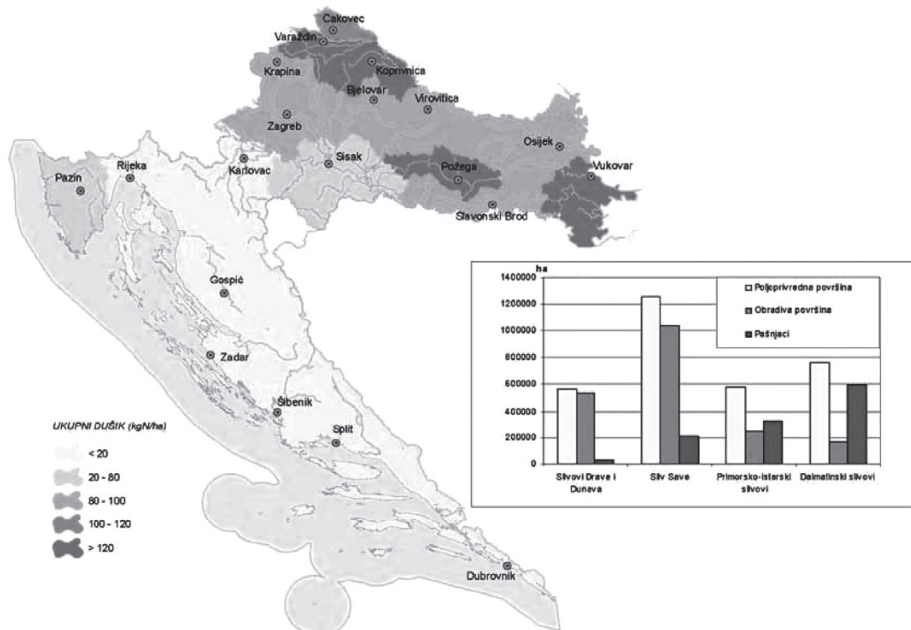 Čakovec
Varaždin
Krapina
Koprivnica
Bjelovar
Virovitica
Zagreb
Osijek
Sisak
Vukovar
Rijeka
Karlovac
Požega
Pazin
Slavonski Brod
Gospić
Zadar
Šibenik
Split
Dubrovnik
UKUPNI DUŠIK (kgN/ha)
< 20
20 - 80
80 - 100
100 - 120
> 120
ha
1400000
1200000
1000000
800000
600000
400000
200000
0
Poljoprivredna površina
Obradiva površina
Pašnjaci
Slivovi Drave i
Dunava
Sliv Save
Primorsko-istarski
slivovi
Dalmatinski slivovi